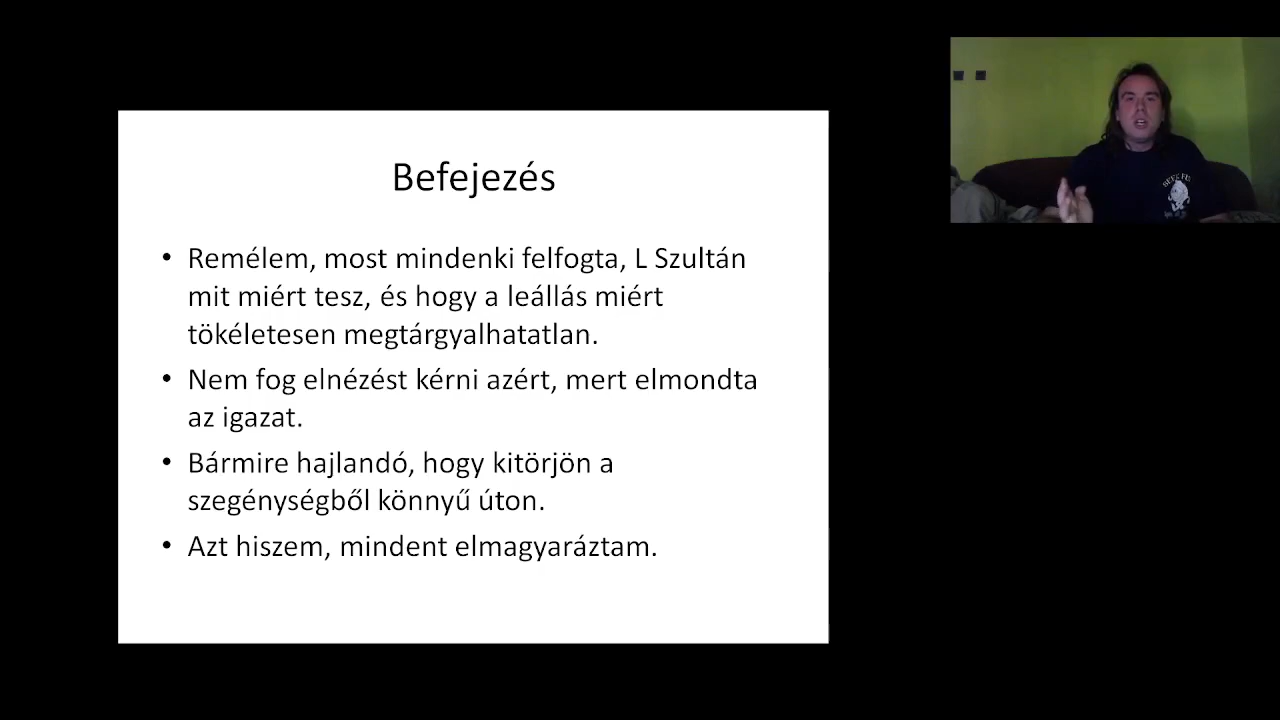 Befejezés
• Remélem, most mindenki felfogta, L Szultán
mit miért tesz, és hogy a leállás miért
tökéletesen megtárgyalhatatlan.
• Nem fog elnézést kérni azért, mert elmondta
az igazat.
• Bármire hajlandó, hogy kitörjön a
szegénységből könnyű úton.
• Azt hiszem, mindent elmagyaráztam.